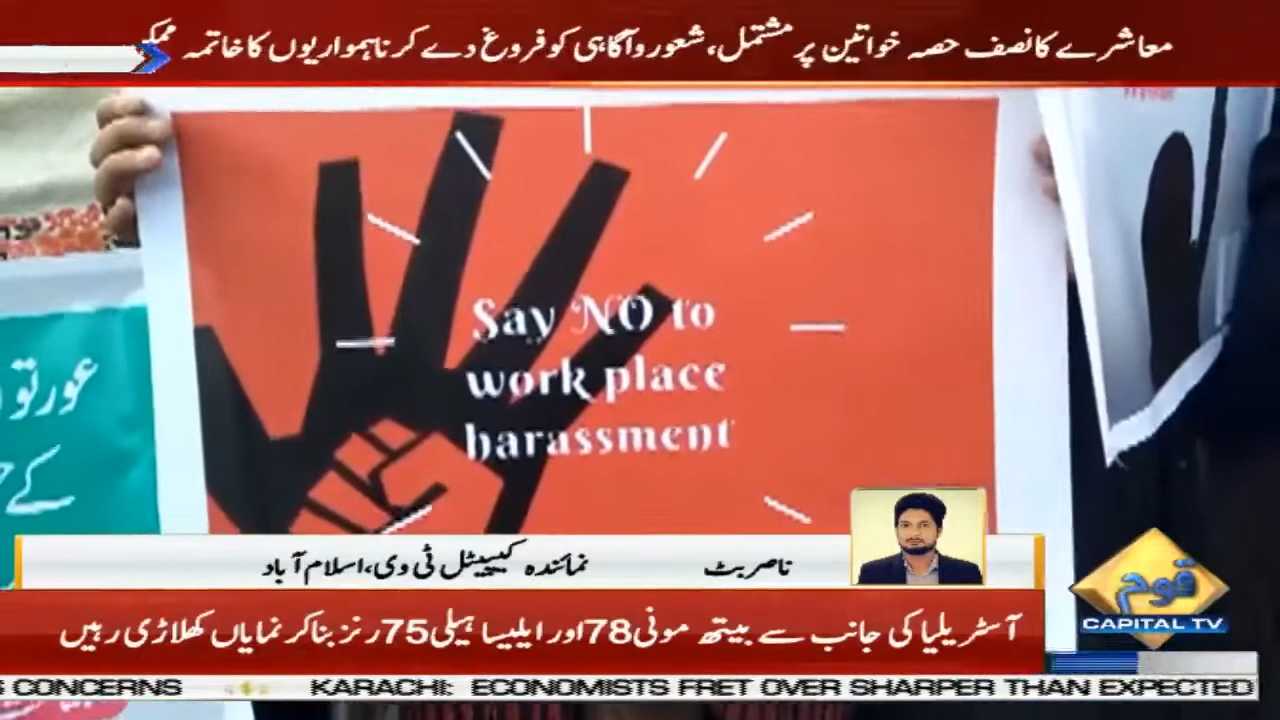 معاشرے کا نصف حصہ خواتین پر مشتمل، شعور و آگاہی کو فروغ دے کر ناہمواریوں کا خاتمہ
Say NO to
work place
harassment
کے
ناصر بٹ
نمائندہ کیپیٹل ٹی وی، اسلام آباد
قوم
CAPITAL TV
آسٹریلیا کی جانب سے بیتھ مونی 78 اور ایلیسا ہیلی 75 رنز بنا کر نمایاں کھلاڑی رہیں
CONCERNS
KARACHI: ECONOMISTS FRET OVER SHARPER THAN EXPECTED